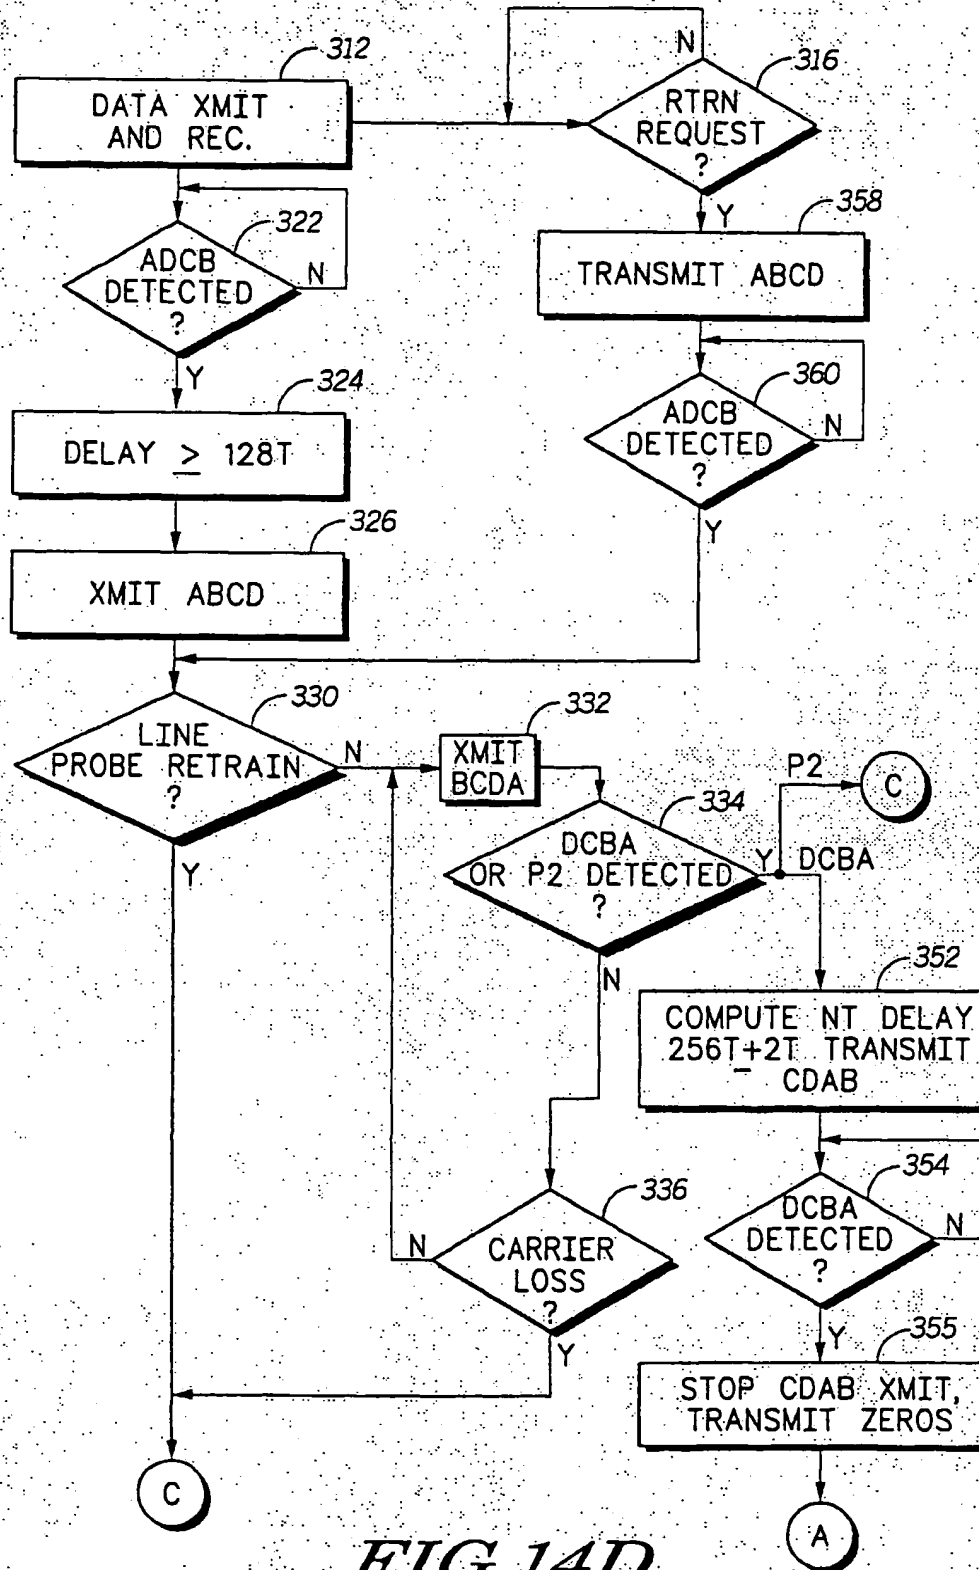 312
DATA XMIT
AND REC.
N
316
RTRN
REQUEST
?
Y
358
TRANSMIT ABCD
322
ADCB
DETECTED
?
N
Y
360
ADCB
DETECTED
?
N
Y
324
DELAY ≥ 128T
326
XMIT ABCD
330
LINE
PROBE RETRAIN
?
N
Y
332
XMIT
BCDA
334
DCBA
OR P2 DETECTED
?
Y
P2
C
DCBA
N
352
COMPUTE NT DELAY
256T±2T TRANSMIT
CDAB
336
CARRIER
LOSS
?
N
Y
354
DCBA
DETECTED
?
N
Y
355
STOP CDAB XMIT,
TRANSMIT ZEROS
C
A
FIG.14D